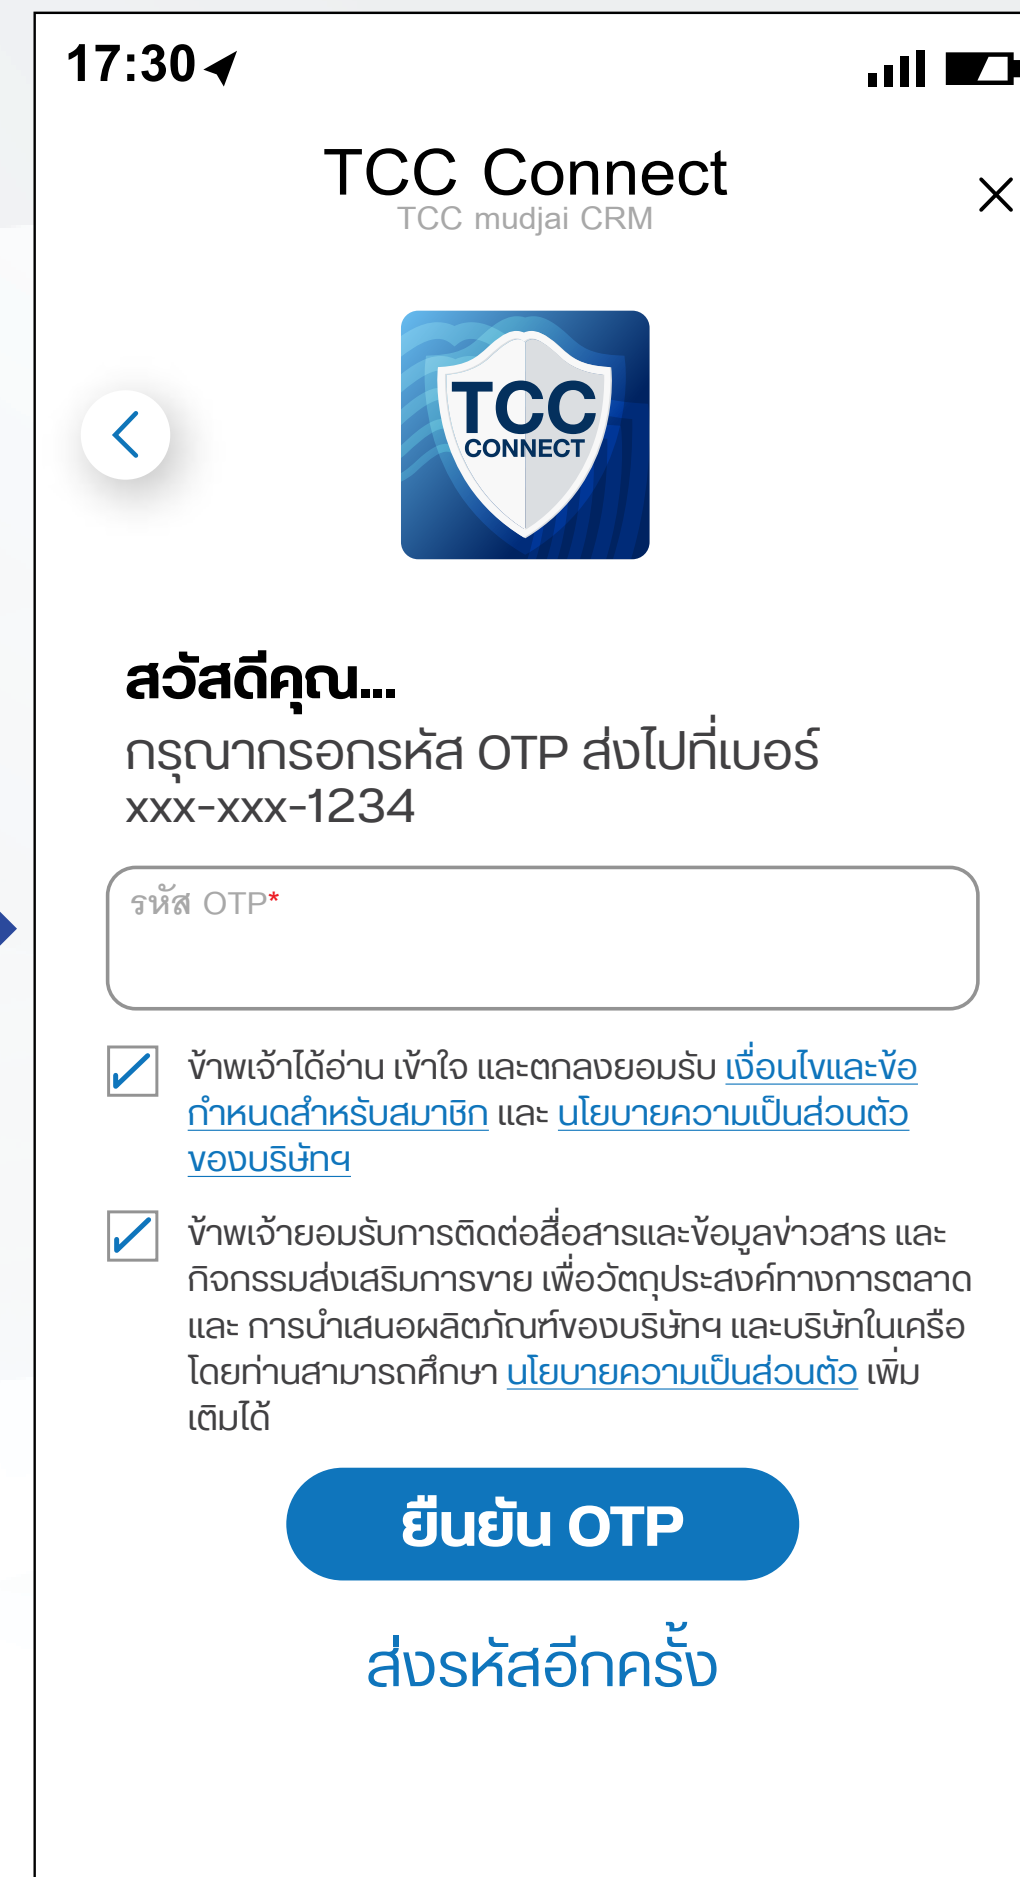 17:30
TCC Connect
TCC mudjai CRM
TCC
CONNECT
สวัสดีคุณ...
กรุณากรอกรหัส OTP ส่งไปที่เบอร์
xxx-xxx-1234
รหัส OTP*
ข้าพเจ้าได้อ่าน เข้าใจ และตกลงยอมรับ เงื่อนไขและข้อ
กำหนดสำหรับสมาชิก และ นโยบายความเป็นส่วนตัว
ของบริษัทฯ
ข้าพเจ้ายอมรับการติดต่อสื่อสารและข้อมูลข่าวสาร และ
กิจกรรมส่งเสริมการขาย เพื่อวัตถุประสงค์ทางการตลาด
และ การนำเสนอผลิตภัณฑ์ของบริษัทฯ และบริษัทในเครือ
โดยท่านสามารถศึกษา นโยบายความเป็นส่วนตัว เพิ่ม
เติมได้
ยืนยัน OTP
ส่งรหัสอีกครั้ง